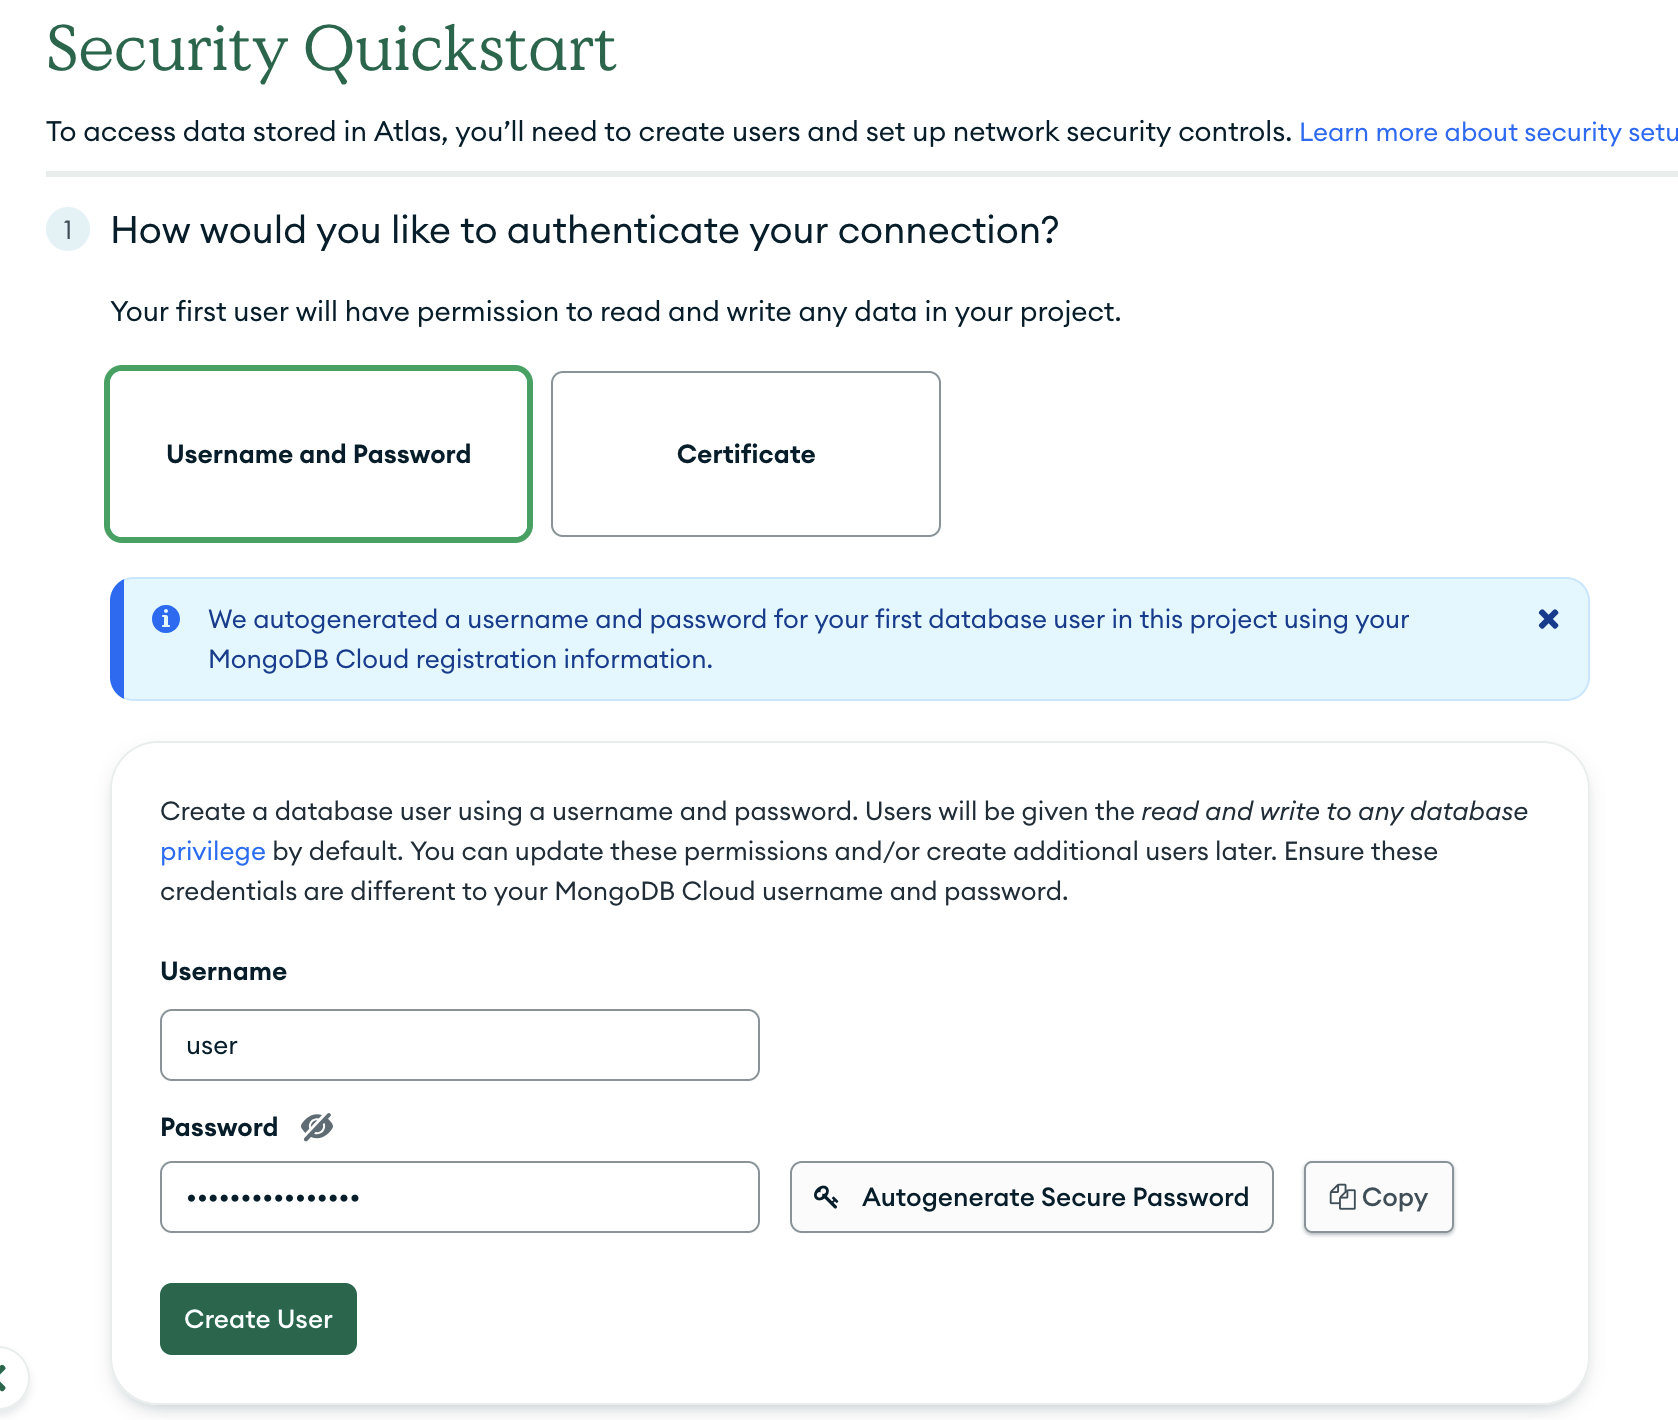 Security Quickstart
To access data stored in Atlas, you’ll need to create users and set up network security controls. Learn more about security setu
1 How would you like to authenticate your connection?
Your first user will have permission to read and write any data in your project.
Username and Password Certificate
We autogenerated a username and password for your first database user in this project using your
MongoDB Cloud registration information.
Create a database user using a username and password. Users will be given the read and write to any database
privilege by default. You can update these permissions and/or create additional users later. Ensure these
credentials are different to your MongoDB Cloud username and password.
Username
user
Password
•••••••••••••••• Autogenerate Secure Password Copy
Create User